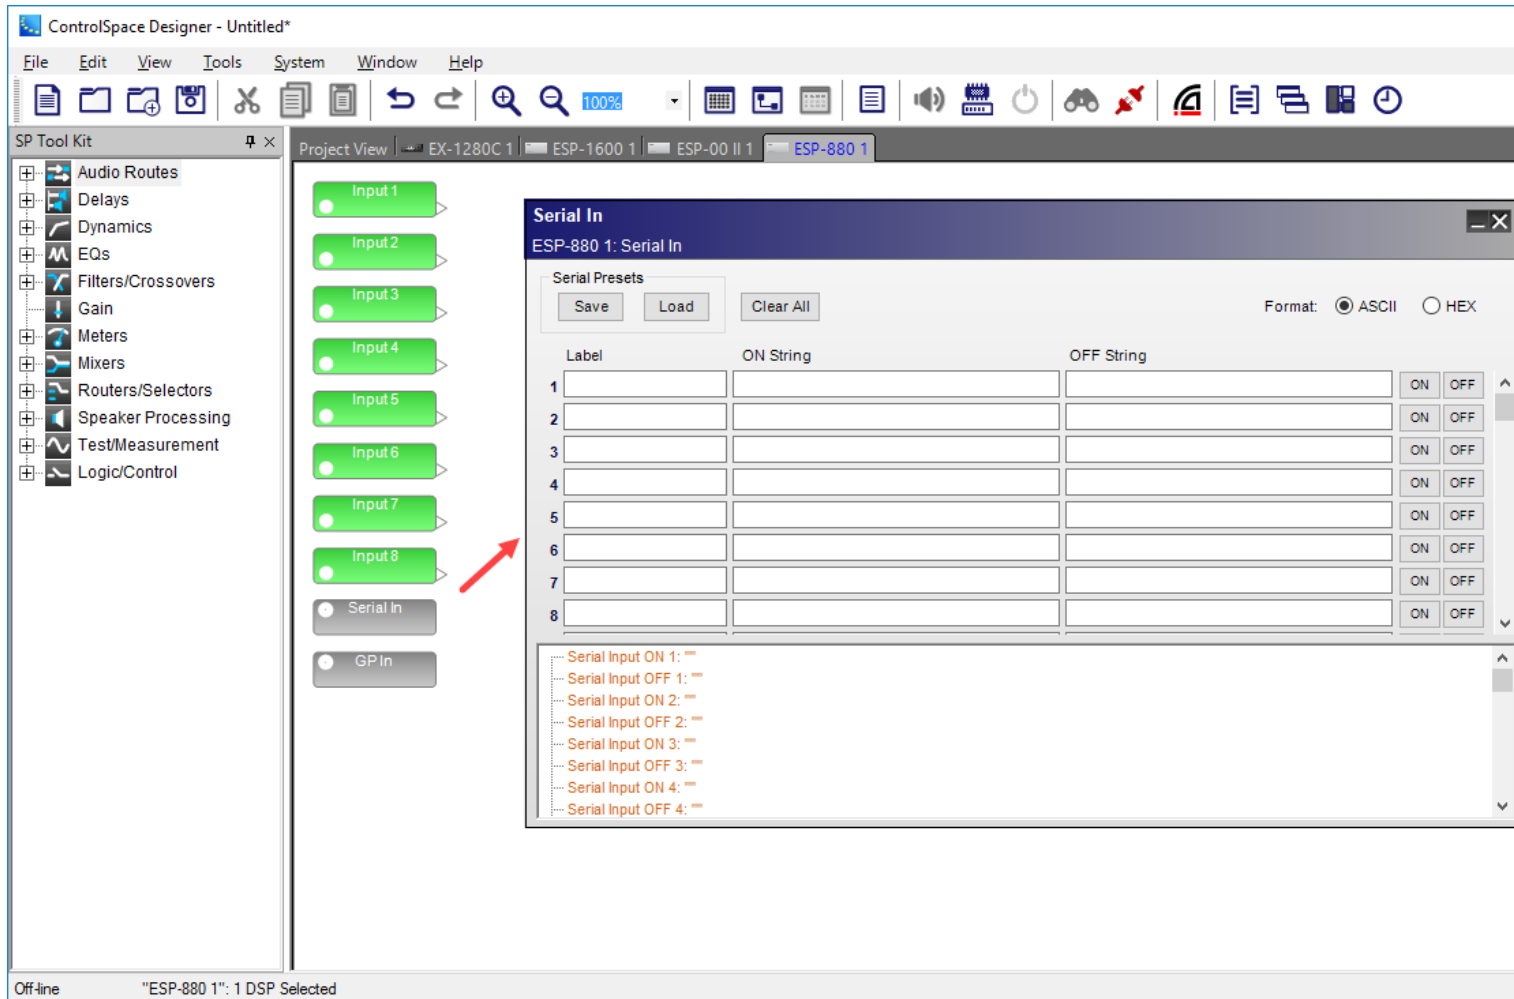 ControlSpace Designer - Untitled*
File Edit View Tools System Window Help
100%
SP Tool Kit
Project View EX-1280C 1 ESP-1600 1 ESP-00 II 1 ESP-880 1
Audio Routes
Delays
Dynamics
EQs
Filters/Crossovers
Gain
Meters
Mixers
Routers/Selectors
Speaker Processing
Test/Measurement
Logic/Control
Input 1
Input 2
Input 3
Input 4
Input 5
Input 6
Input 7
Input 8
Serial In
GP In
Serial In
ESP-880 1: Serial In
Serial Presets
Save Load Clear All Format: ASCII HEX
Label ON String OFF String
1 ON OFF
2 ON OFF
3 ON OFF
4 ON OFF
5 ON OFF
6 ON OFF
7 ON OFF
8 ON OFF
Serial Input ON 1: ""
Serial Input OFF 1: ""
Serial Input ON 2: ""
Serial Input OFF 2: ""
Serial Input ON 3: ""
Serial Input OFF 3: ""
Serial Input ON 4: ""
Serial Input OFF 4: ""
Off-line "ESP-880 1": 1 DSP Selected